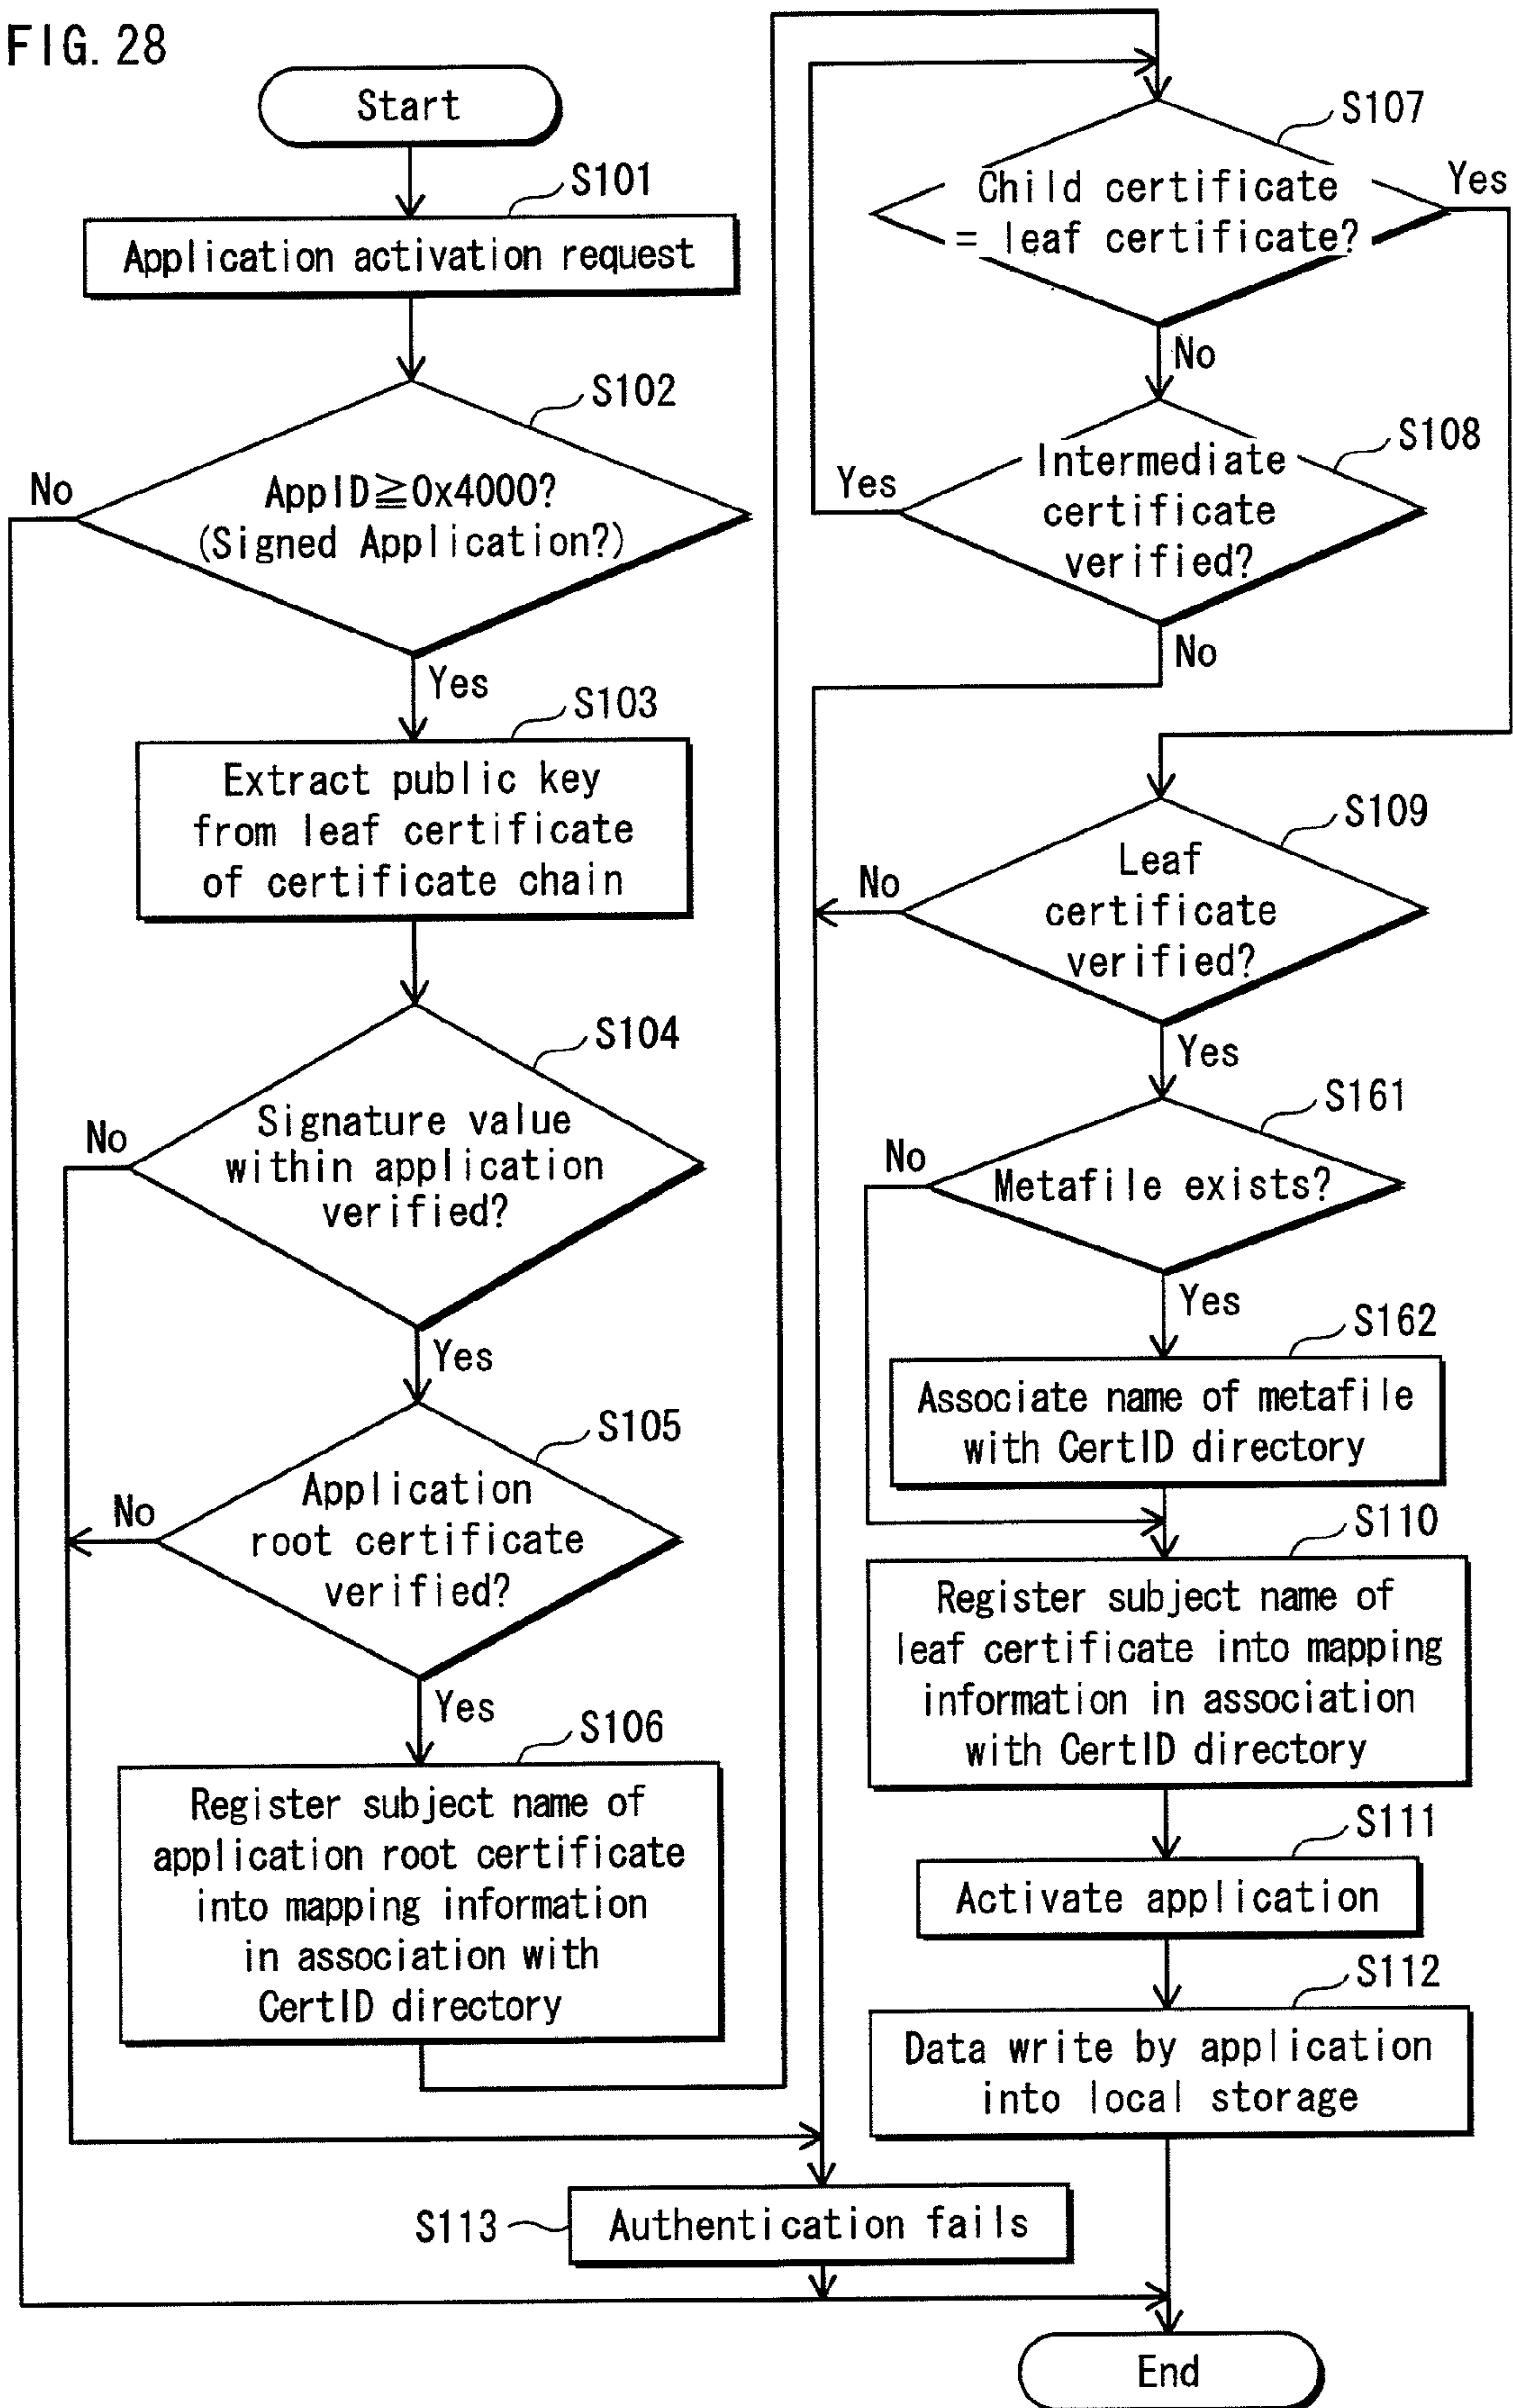 FIG. 28
Start
S101
Application activation request
S102
AppID≧0x4000?
(Signed Application?)
No
Yes
S103
Extract public key
from leaf certificate
of certificate chain
S104
Signature value
within application
verified?
No
Yes
S105
Application
root certificate
verified?
No
Yes
S106
Register subject name of
application root certificate
into mapping information
in association with
CertID directory
S107
Child certificate
= leaf certificate?
Yes
No
S108
Intermediate
certificate
verified?
Yes
No
S109
Leaf
certificate
verified?
No
Yes
S161
Metafile exists?
No
Yes
S162
Associate name of metafile
with CertID directory
S110
Register subject name of
leaf certificate into mapping
information in association
with CertID directory
S111
Activate application
S112
Data write by application
into local storage
S113
Authentication fails
End